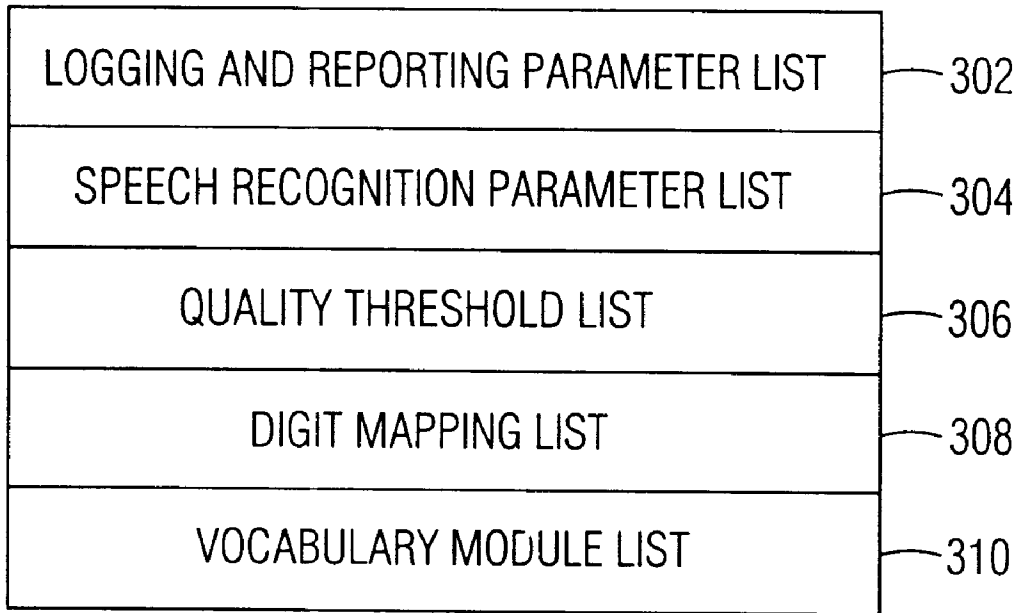 LOGGING AND REPORTING PARAMETER LIST 302
SPEECH RECOGNITION PARAMETER LIST 304
QUALITY THRESHOLD LIST 306
DIGIT MAPPING LIST 308
VOCABULARY MODULE LIST 310